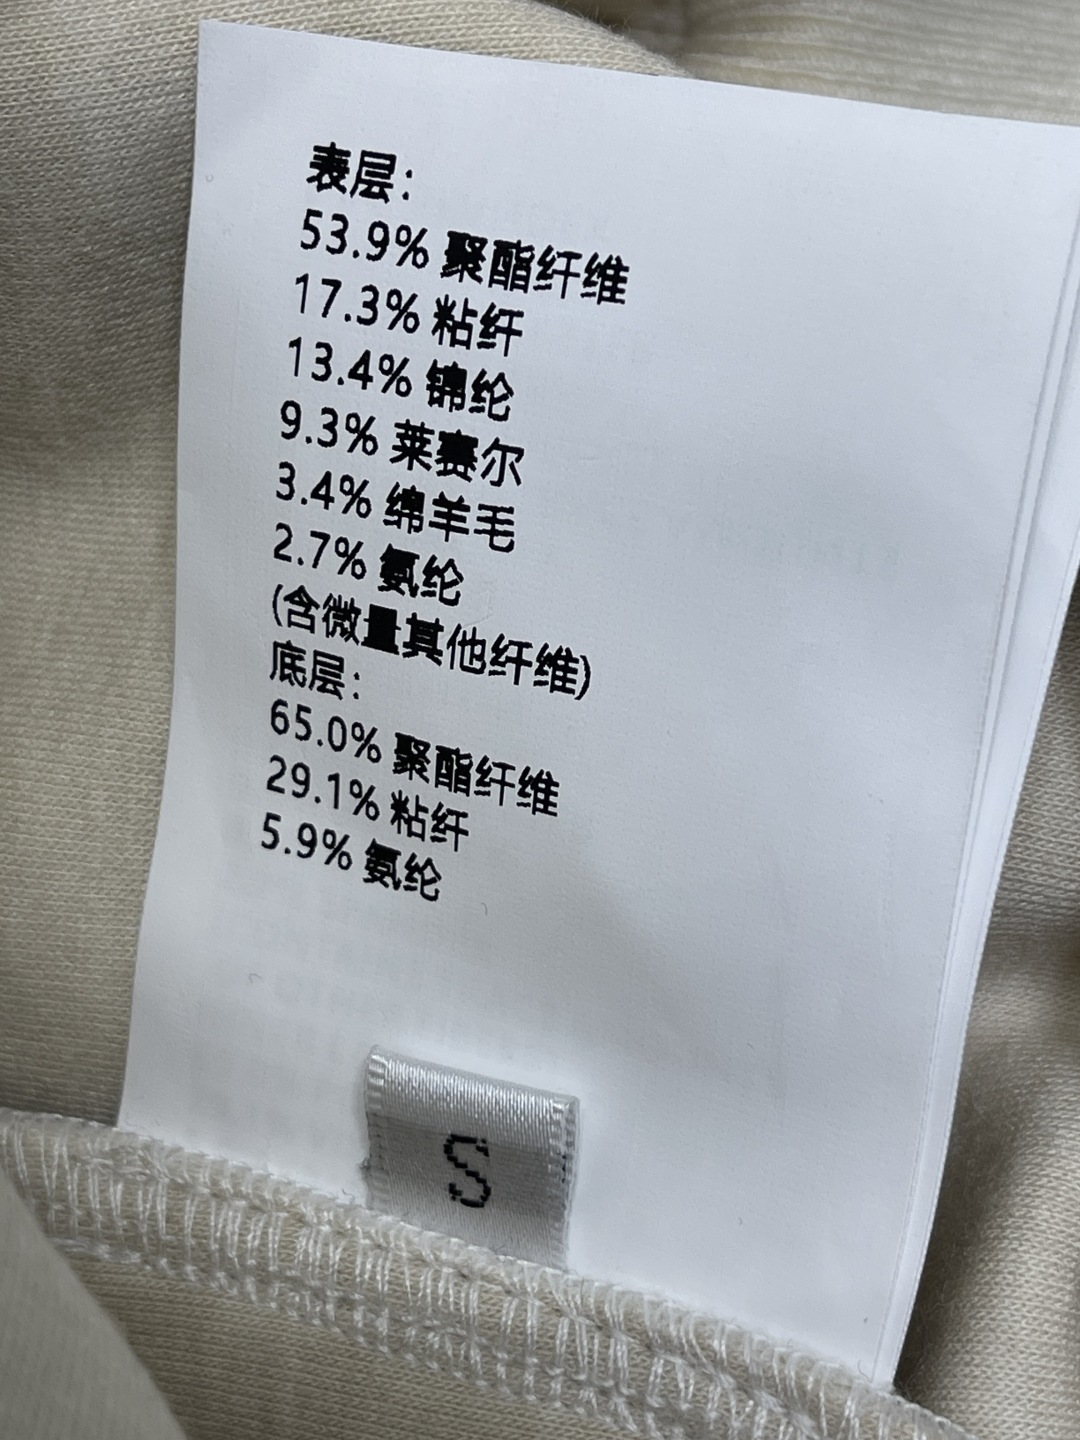 表层：
53.9% 聚酯纤维
17.3% 粘纤
13.4% 锦纶
9.3% 莱赛尔
3.4% 绵羊毛
2.7% 氨纶
(含微量其他纤维)
底层：
65.0% 聚酯纤维
29.1% 粘纤
5.9% 氨纶
S